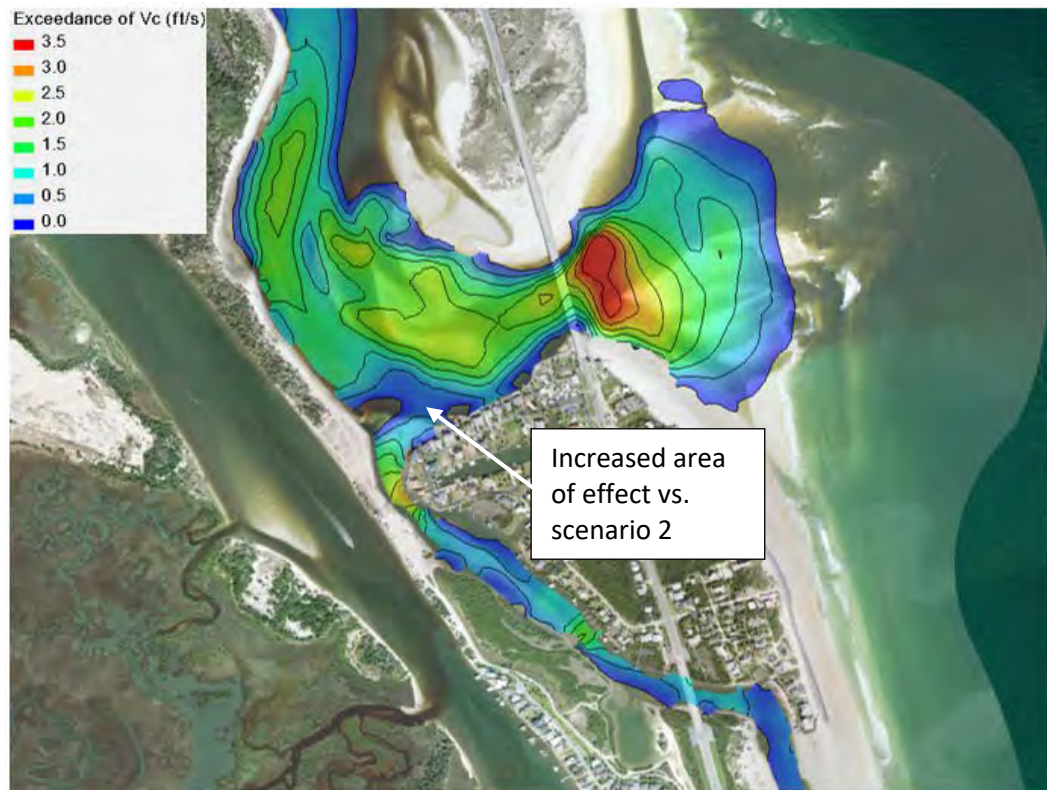 Exceedance of Vc (ft/s)
3.5
3.0
2.5
2.0
1.5
1.0
0.5
0.0
Increased area
of effect vs.
scenario 2